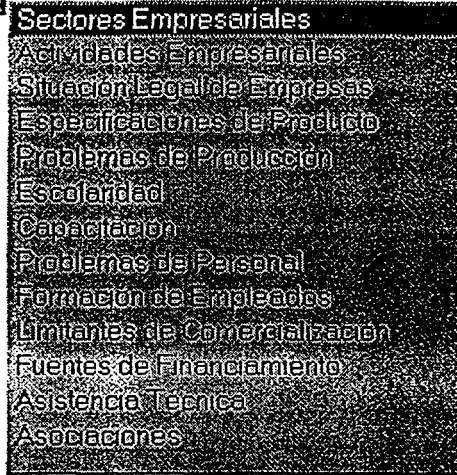 Sectores Empresariales
Actividades Empresariales
Situación Legal de Empresas
Especificaciones de Producto
Problemas de Producción
Escolaridad
Capacitación
Problemas de Personal
Formación de Empleados
Limitantes de Comercialización
Fuentes de Financiamiento
Asistencia Técnica
Asociaciones